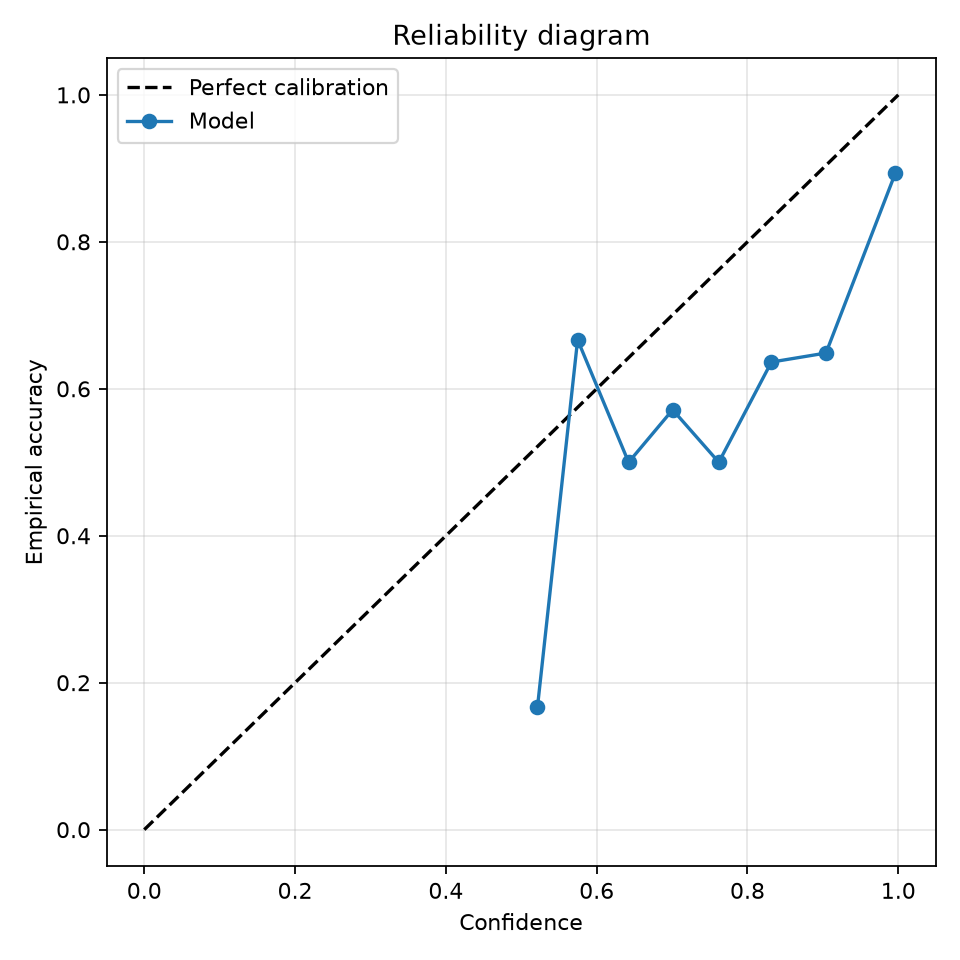 Reliability diagram
Perfect calibration
Model
1.0
0.8
0.6
0.4
0.2
0.0
Empirical accuracy
0.0 0.2 0.4 0.6 0.8 1.0
Confidence